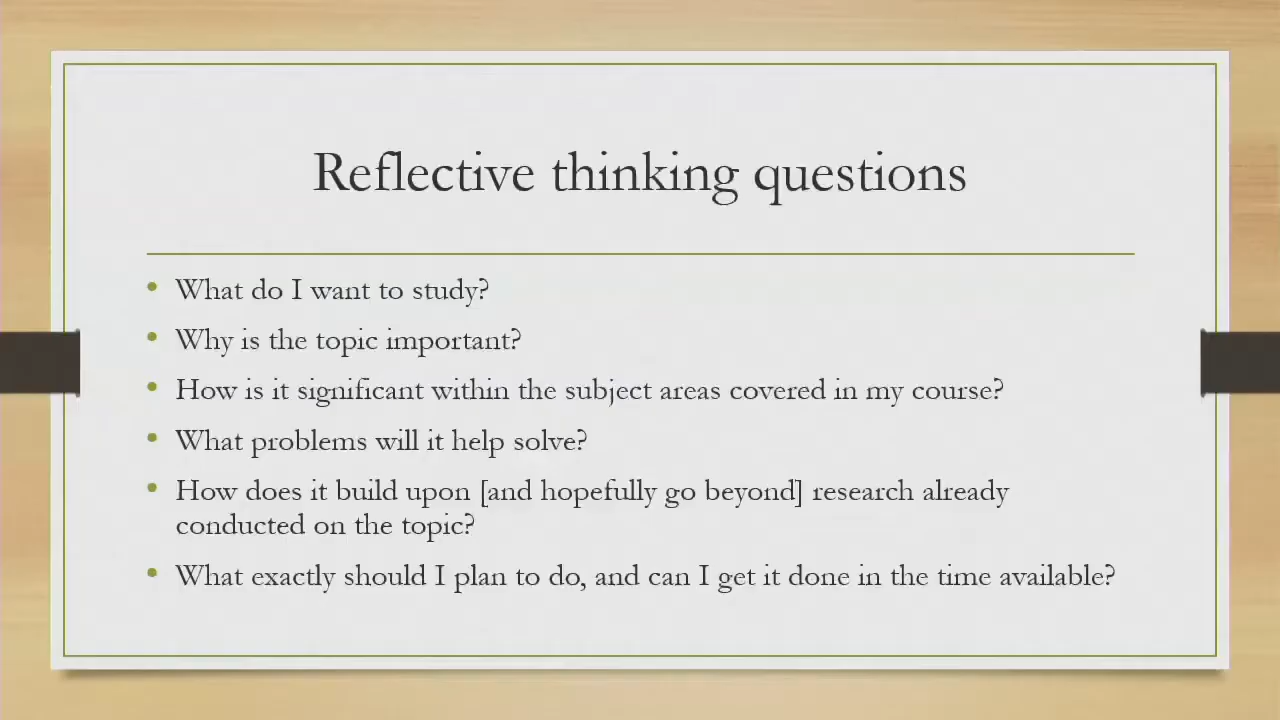 Reflective thinking questions
• What do I want to study?
• Why is the topic important?
• How is it significant within the subject areas covered in my course?
• What problems will it help solve?
• How does it build upon [and hopefully go beyond] research already
conducted on the topic?
• What exactly should I plan to do, and can I get it done in the time available?